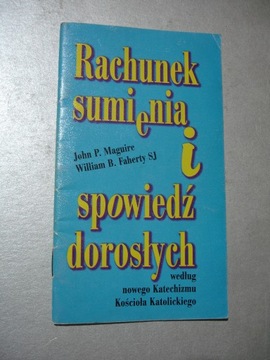 Rachunek
sumienia
John P. Maguire
William B. Faherty SJ
i
spowiedź
dorosłych
według
nowego Katechizmu
Kościoła Katolickiego